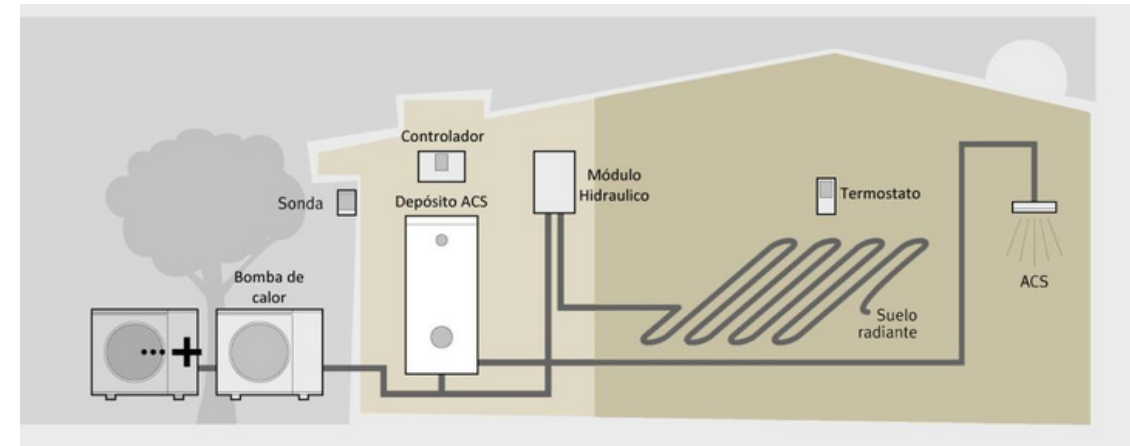 Controlador
Módulo
Hidraulico
Termostato
Sonda
Depósito ACS
Bomba de
calor
ACS
Suelo
radiante